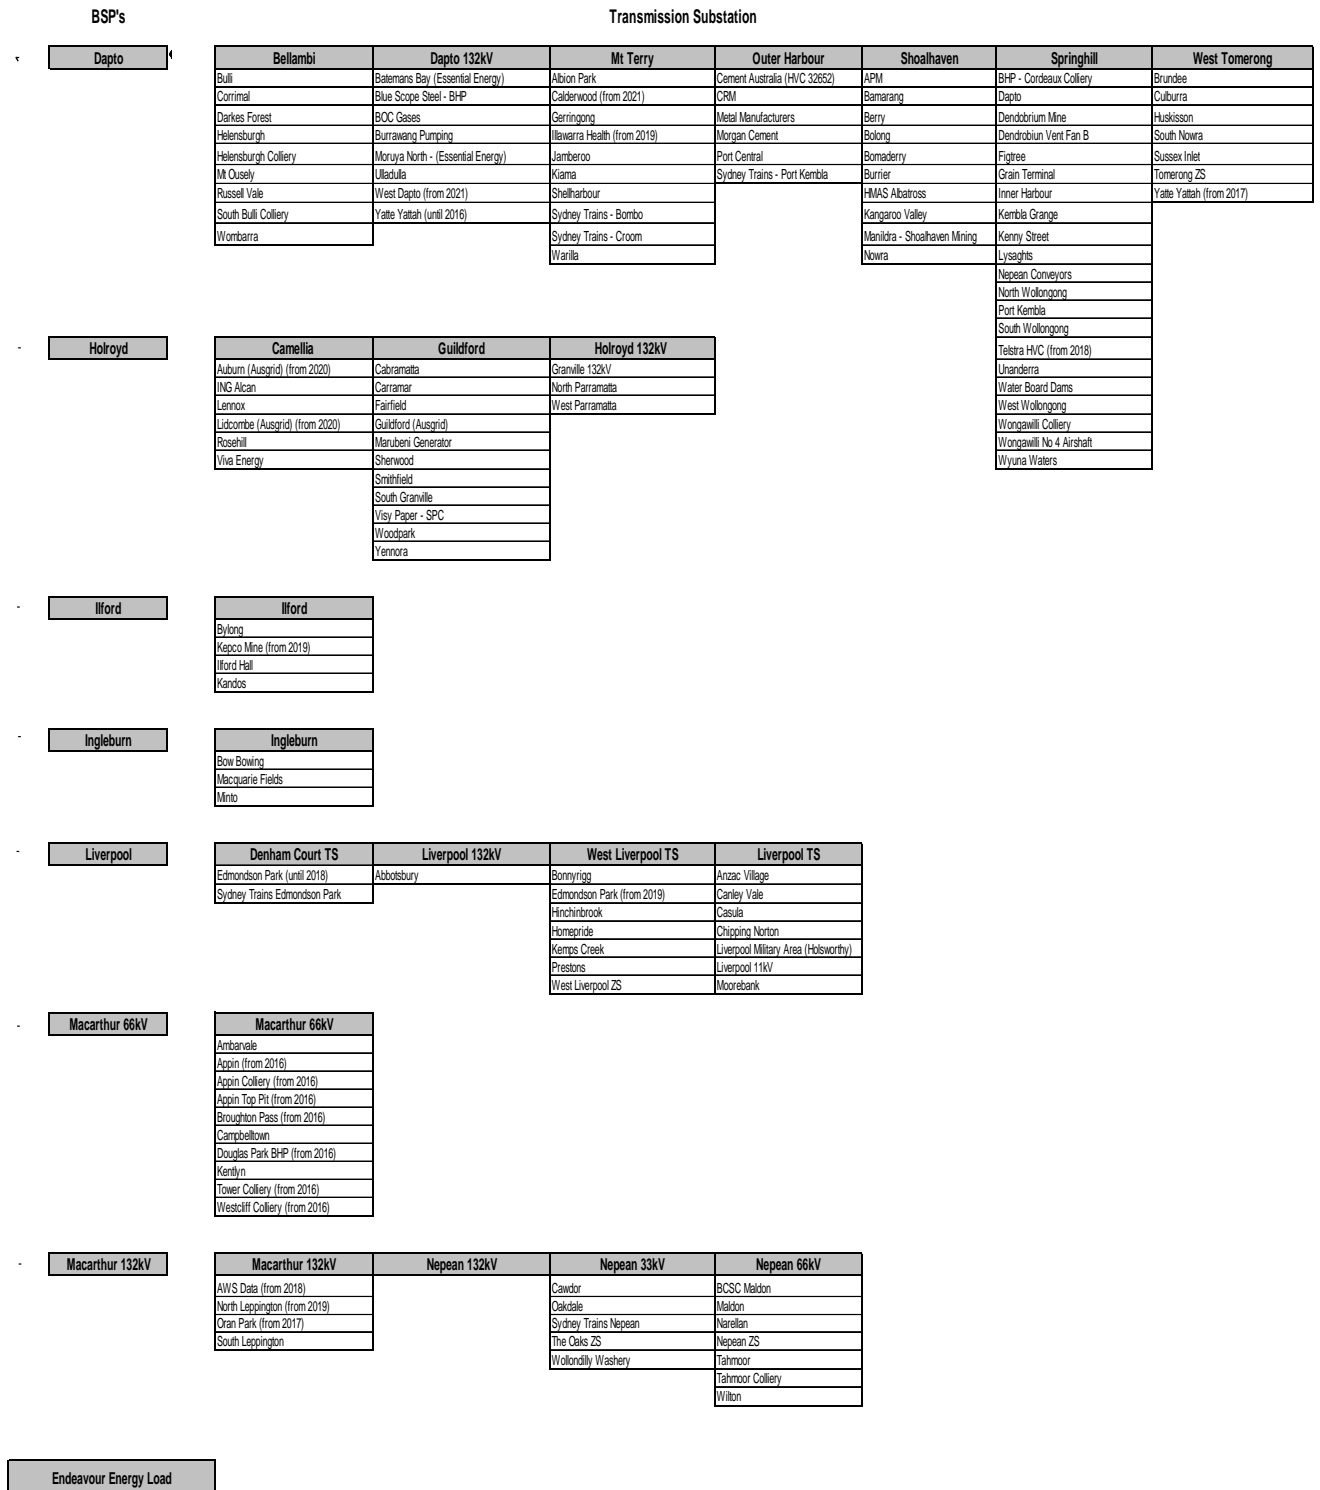 BSP's Transmission Substation
Dapto Bellambi Dapto 132kV Mt Terry Outer Harbour Shoalhaven Springhill West Tomerong
Bulli Batemans Bay (Essential Energy) Albion Park Cement Australia (HVC 32652) APM BHP - Cordeaux Colliery Brundee
Corrimal Blue Scope Steel - BHP Calderwood (from 2021) CRM Bamarang Dapto Culburra
Darkes Forest BOC Gases Gerringong Metal Manufacturers Berry Dendobrium Mine Huskisson
Helensburgh Burrawang Pumping Illawarra Health (from 2019) Morgan Cement Bolong Dendrobiun Vent Fan B South Nowra
Helensburgh Colliery Moruya North - (Essential Energy) Jamberoo Port Central Bomaderry Figtree Sussex Inlet
Mt Ousely Ulladulla Kiama Sydney Trains - Port Kembla Burrier Grain Terminal Tomerong ZS
Russell Vale West Dapto (from 2021) Shellharbour HMAS Albatross Inner Harbour Yatte Yattah (from 2017)
South Bulli Colliery Yatte Yattah (until 2016) Sydney Trains - Bombo Kangaroo Valley Kembla Grange
Wombarra Sydney Trains - Croom Manildra - Shoalhaven Mining Kenny Street
Warilla Nowra Lysaghts
Nepean Conveyors
North Wollongong
Port Kembla
South Wollongong
Holroyd Camellia Guildford Holroyd 132kV Telstra HVC (from 2018)
Auburn (Ausgrid) (from 2020) Cabramatta Granville 132kV Unanderra
ING Alcan Carramar North Parramatta Water Board Dams
Lennox Fairfield West Parramatta West Wollongong
Lidcombe (Ausgrid) (from 2020) Guildford (Ausgrid) Wongawilli Colliery
Rosehill Marubeni Generator Wongawilli No 4 Airshaft
Viva Energy Sherwood Wyuna Waters
Smithfield
South Granville
Visy Paper - SPC
Woodpark
Yennora
Ilford Ilford
Bylong
Kepco Mine (from 2019)
Ilford Hall
Kandos
Ingleburn Ingleburn
Bow Bowing
Macquarie Fields
Minto
Liverpool Denham Court TS Liverpool 132kV West Liverpool TS Liverpool TS
Edmondson Park (until 2018) Abbotsbury Bonnyrigg Anzac Village
Sydney Trains Edmondson Park Edmondson Park (from 2019) Canley Vale
Hinchinbrook Casula
Homepride Chipping Norton
Kemps Creek Liverpool Military Area (Holsworthy)
Prestons Liverpool 11kV
West Liverpool ZS Moorebank
Macarthur 66kV Macarthur 66kV
Ambarvale
Appin (from 2016)
Appin Colliery (from 2016)
Appin Top Pit (from 2016)
Broughton Pass (from 2016)
Campbelltown
Douglas Park BHP (from 2016)
Kentlyn
Tower Colliery (from 2016)
Westcliff Colliery (from 2016)
Macarthur 132kV Macarthur 132kV Nepean 132kV Nepean 33kV Nepean 66kV
AWS Data (from 2018) Cawdor BCSC Maldon
North Leppington (from 2019) Oakdale Maldon
Oran Park (from 2017) Sydney Trains Nepean Narellan
South Leppington The Oaks ZS Nepean ZS
Wollondilly Washery Tahmoor
Tahmoor Colliery
Wilton
Endeavour Energy Load